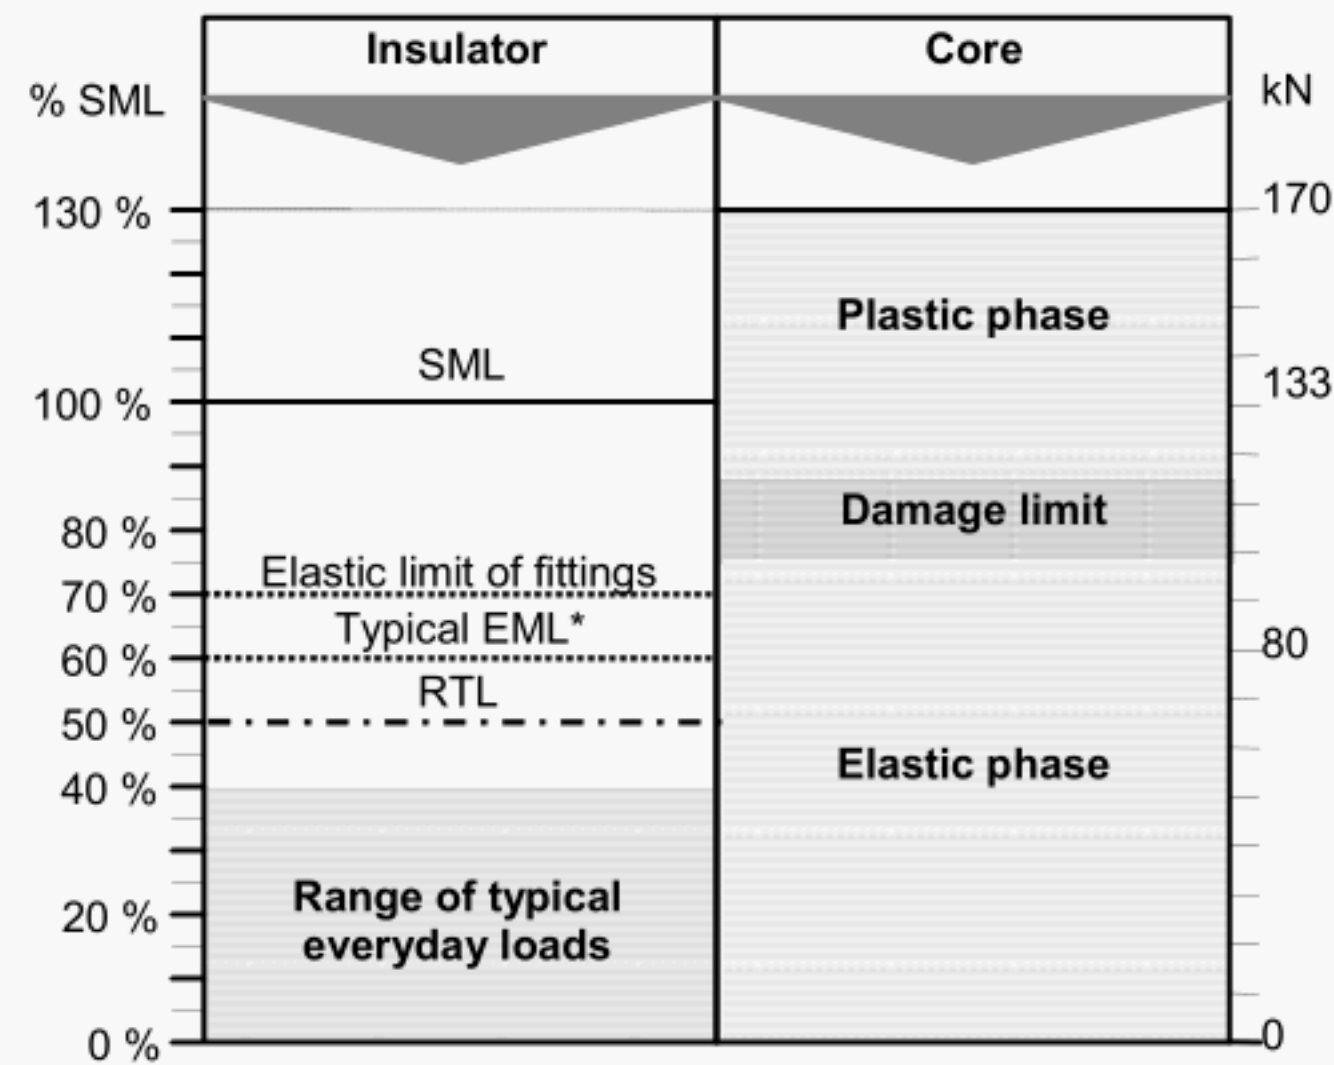 Insulator
Core
% SML
kN
130 %
170
Plastic phase
SML
100 %
133
Damage limit
80 %
Elastic limit of fittings
70 %
Typical EML*
60 %
80
RTL
50 %
Elastic phase
40 %
Range of typical
everyday loads
20 %
0 %
0